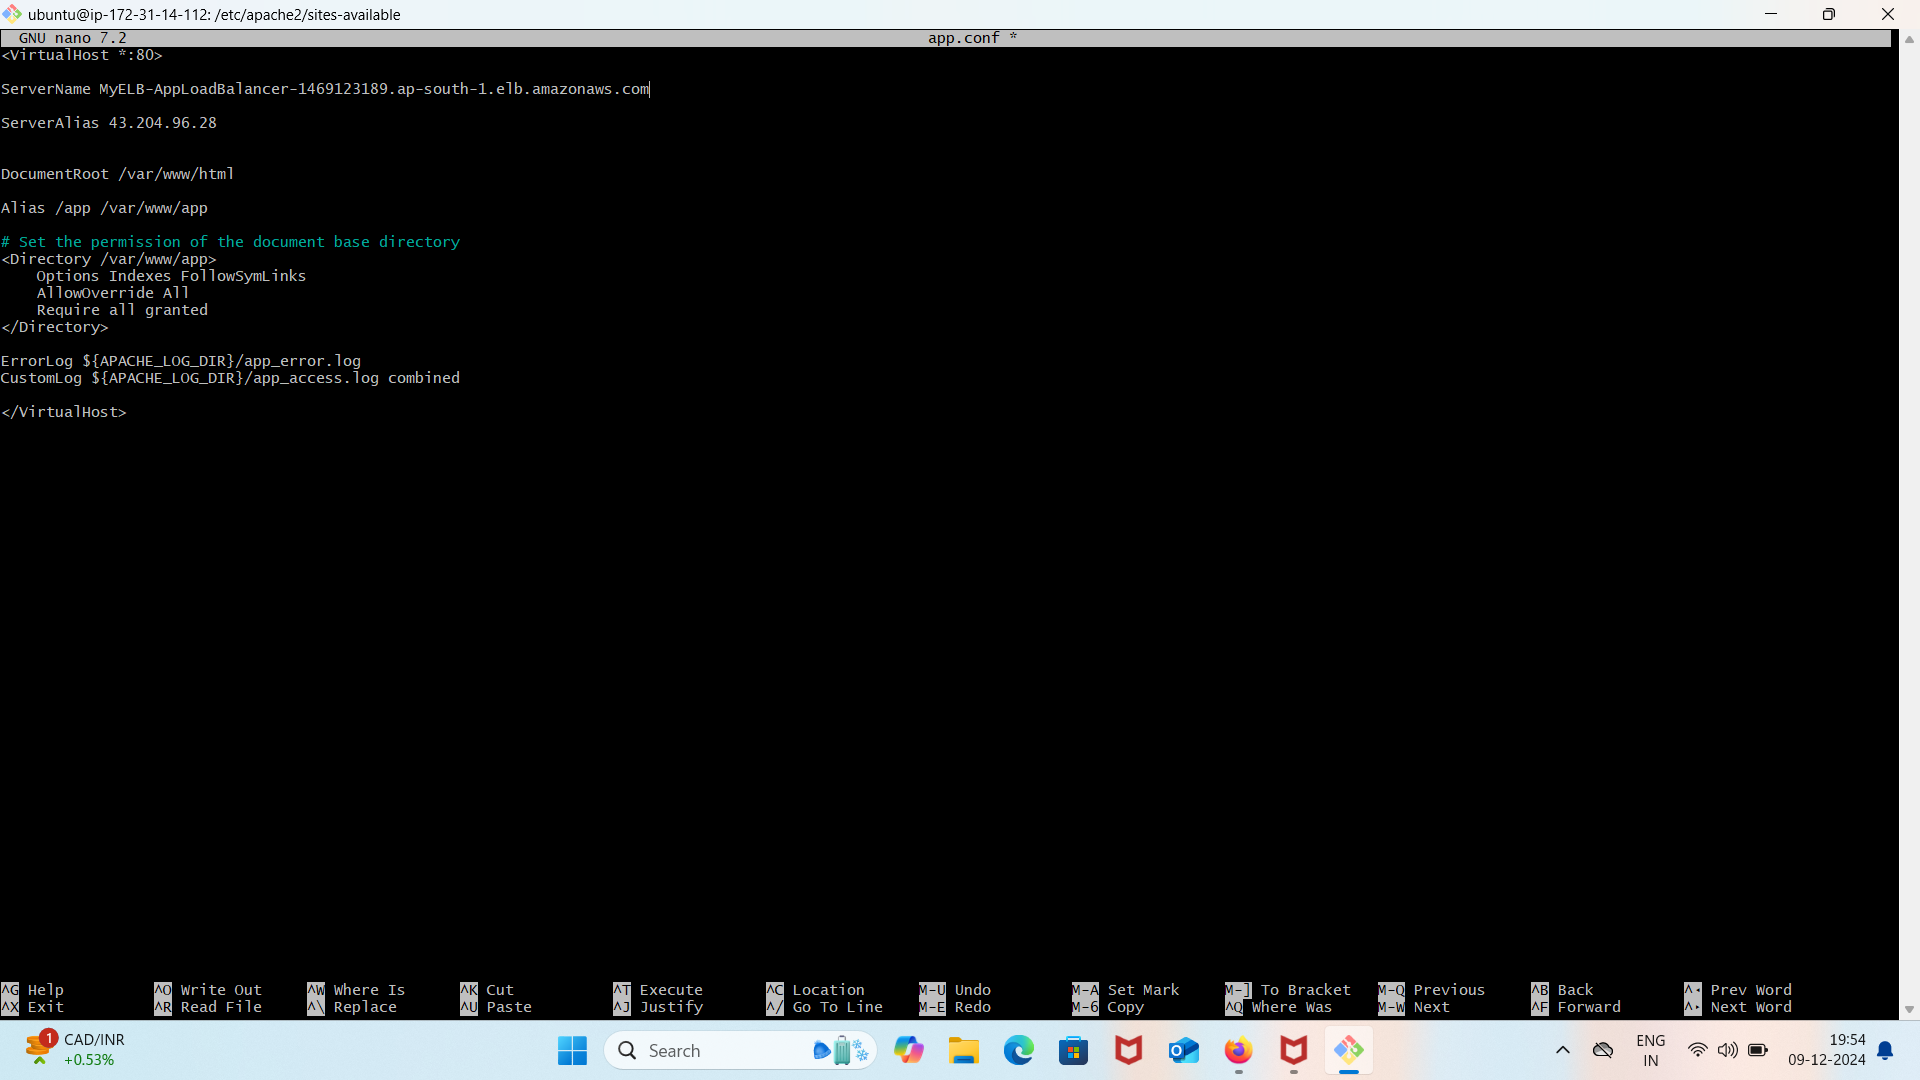 ubuntu@ip-172-31-14-112: /etc/apache2/sites-available
GNU nano 7.2 app.conf *
<VirtualHost *:80>
ServerName MyELB-AppLoadBalancer-1469123189.ap-south-1.elb.amazonaws.com
ServerAlias 43.204.96.28
DocumentRoot /var/www/html
Alias /app /var/www/app
# Set the permission of the document base directory
<Directory /var/www/app>
    Options Indexes FollowSymLinks
    AllowOverride All
    Require all granted
</Directory>
ErrorLog ${APACHE_LOG_DIR}/app_error.log
CustomLog ${APACHE_LOG_DIR}/app_access.log combined
</VirtualHost>
^G Help ^O Write Out ^W Where Is ^K Cut ^T Execute ^C Location M-U Undo M-A Set Mark M-] To Bracket M-Q Previous ^B Back ^◂ Prev Word
^X Exit ^R Read File ^\ Replace ^U Paste ^J Justify ^/ Go To Line M-E Redo M-6 Copy ^Q Where Was M-W Next ^F Forward ^▸ Next Word
1 CAD/INR
+0.53%
Search
ENG
IN
19:54
09-12-2024